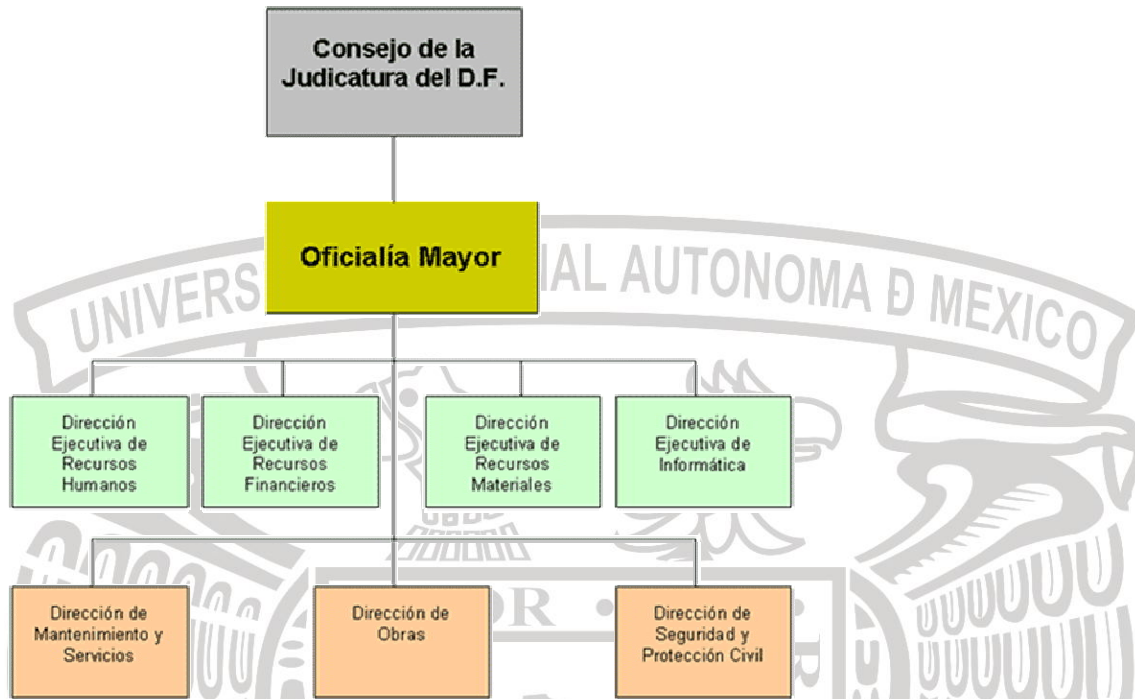 Consejo de la
Judicatura del D.F.
Oficialía Mayor
UNIVERS IAL AUTONOMA Đ MEXICO
Dirección
Ejecutiva de
Recursos
Humanos
Dirección
Ejecutiva de
Recursos
Financieros
Dirección
Ejecutiva de
Recursos
Materiales
Dirección
Ejecutiva de
Informática
Dirección de
Mantenimiento y
Servicios
Dirección de
Obras
Dirección de
Seguridad y
Protección Civil